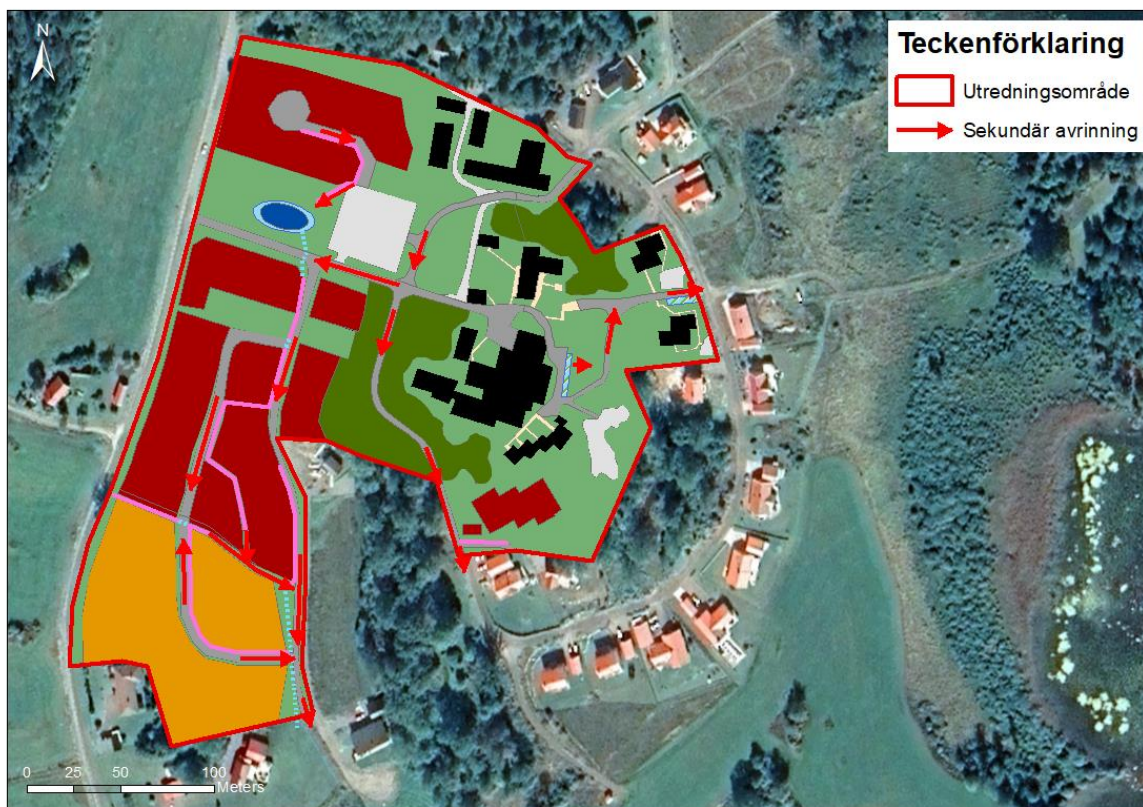 N
Teckenförklaring
Utredningsområde
Sekundär avrinning
0 25 50 100
Meters